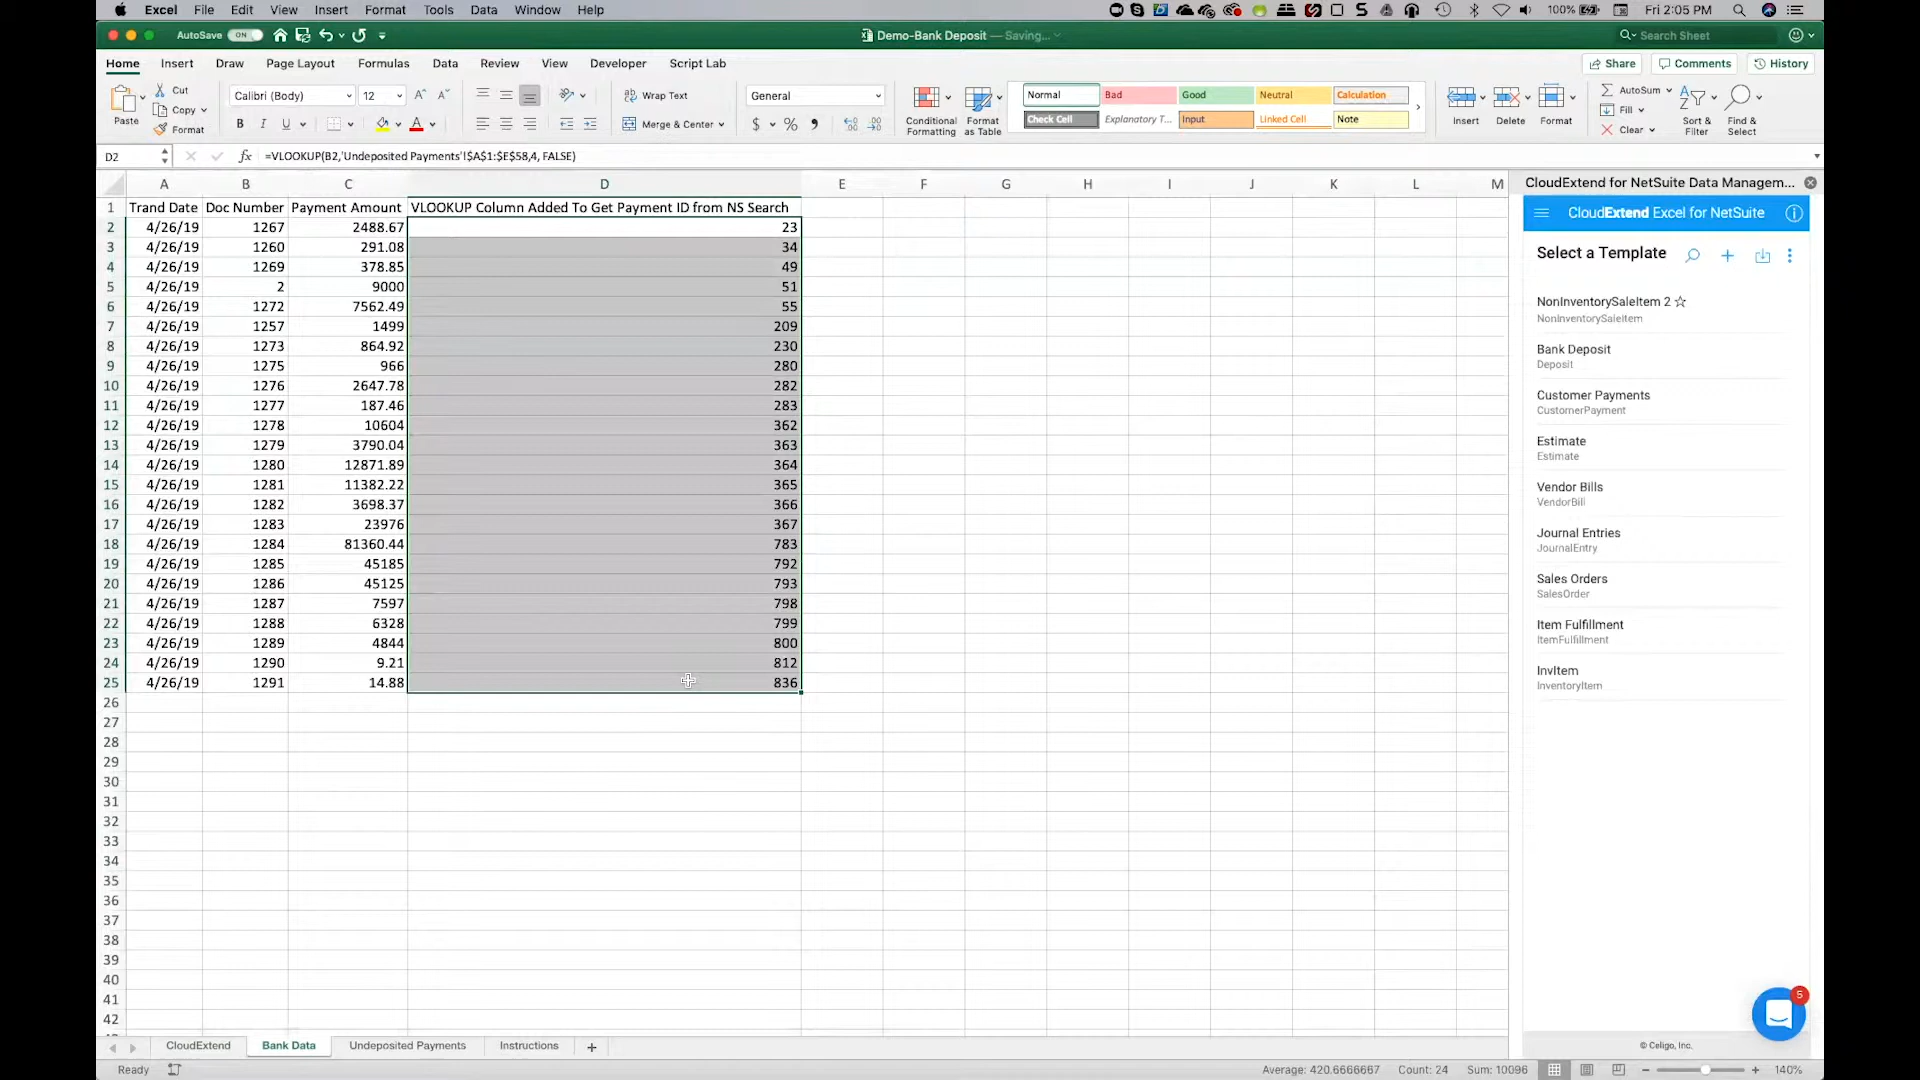 Excel File Edit View Insert Format Tools Data Window Help 100% Fri 2:05 PM
AutoSave ON Demo-Bank Deposit — Saving... Search Sheet
Home Insert Draw Page Layout Formulas Data Review View Developer Script Lab Share Comments History
Paste Cut Copy Format Calibri (Body) 12 Wrap Text Merge & Center General Conditional Formatting Format as Table Normal Bad Good Neutral Calculation Insert Delete Format AutoSum Fill Clear Sort & Filter Find & Select
B I U A $ % Check Cell Explanatory T... Input Linked Cell Note
D2 fx =VLOOKUP(B2,'Undeposited Payments'!$A$1:$E$58,4, FALSE)
A B C D E F G H I J K L M
1 Trand Date Doc Number Payment Amount VLOOKUP Column Added To Get Payment ID from NS Search
2 4/26/19 1267 2488.67 23
3 4/26/19 1260 291.08 34
4 4/26/19 1269 378.85 49
5 4/26/19 2 9000 51
6 4/26/19 1272 7562.49 55
7 4/26/19 1257 1499 209
8 4/26/19 1273 864.92 230
9 4/26/19 1275 966 280
10 4/26/19 1276 2647.78 282
11 4/26/19 1277 187.46 283
12 4/26/19 1278 10604 362
13 4/26/19 1279 3790.04 363
14 4/26/19 1280 12871.89 364
15 4/26/19 1281 11382.22 365
16 4/26/19 1282 3698.37 366
17 4/26/19 1283 23976 367
18 4/26/19 1284 81360.44 783
19 4/26/19 1285 45185 792
20 4/26/19 1286 45125 793
21 4/26/19 1287 7597 798
22 4/26/19 1288 6328 799
23 4/26/19 1289 4844 800
24 4/26/19 1290 9.21 812
25 4/26/19 1291 14.88 836
26
27
28
29
30
31
32
33
34
35
36
37
38
39
40
41
42
CloudExtend for NetSuite Data Managem...
CloudExtend Excel for NetSuite
Select a Template
NonInventorySaleItem 2
NonInventorySaleItem
Bank Deposit
Deposit
Customer Payments
CustomerPayment
Estimate
Estimate
Vendor Bills
VendorBill
Journal Entries
JournalEntry
Sales Orders
SalesOrder
Item Fulfillment
ItemFulfillment
InvItem
InventoryItem
5
© Celigo, Inc.
CloudExtend Bank Data Undeposited Payments Instructions
Ready Average: 420.6666667 Count: 24 Sum: 10096 140%